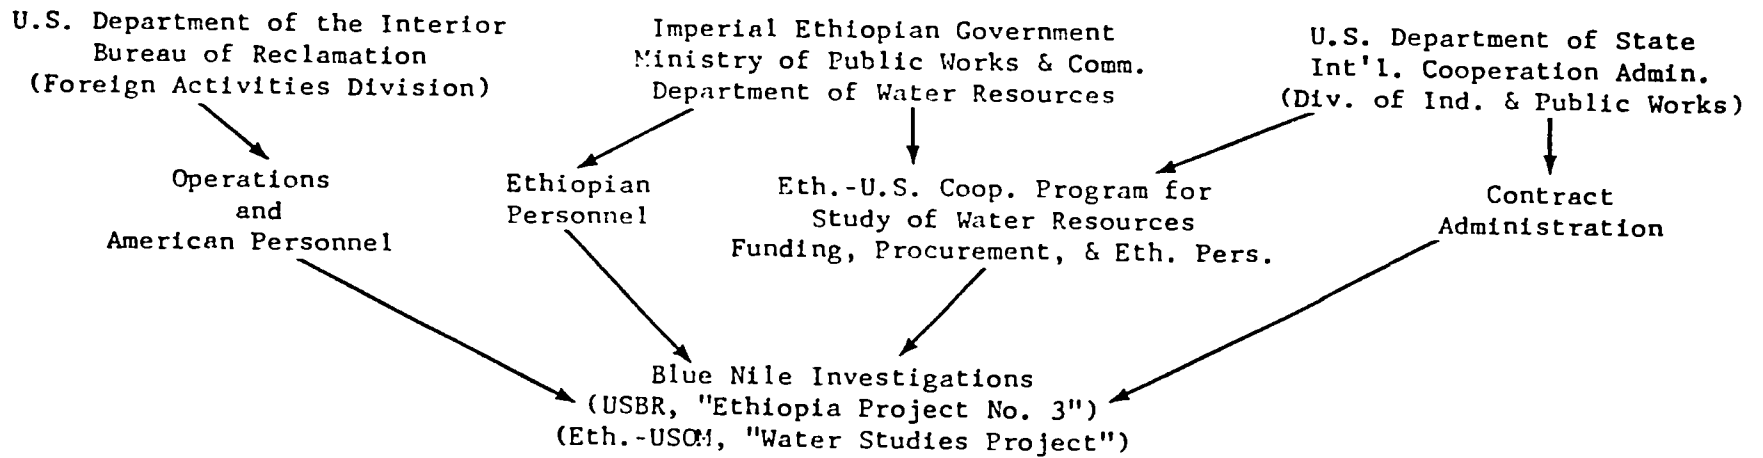 U.S. Department of the Interior
Bureau of Reclamation
(Foreign Activities Division)
Imperial Ethiopian Government
Ministry of Public Works & Comm.
Department of Water Resources
U.S. Department of State
Int'l. Cooperation Admin.
(Div. of Ind. & Public Works)
Operations
and
American Personnel
Ethiopian
Personnel
Eth.-U.S. Coop. Program for
Study of Water Resources
Funding, Procurement, & Eth. Pers.
Contract
Administration
Blue Nile Investigations
(USBR, "Ethiopia Project No. 3")
(Eth.-USOM, "Water Studies Project")